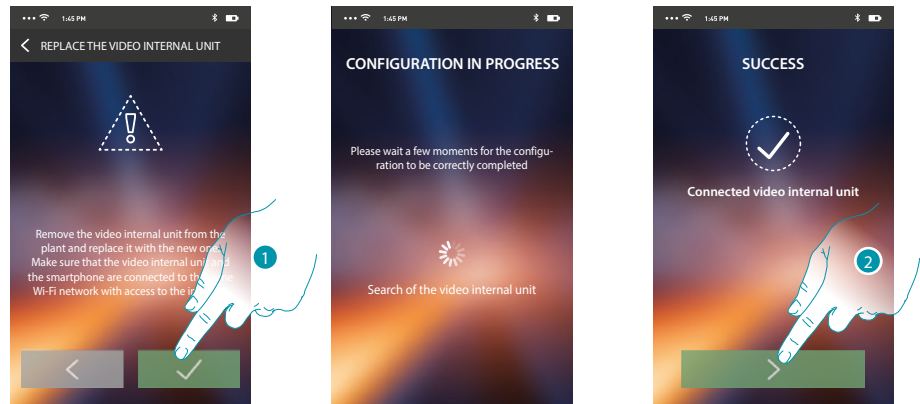 1:45 PM
REPLACE THE VIDEO INTERNAL UNIT
Remove the video internal unit from the
plant and replace it with the new one
Make sure that the video internal unit and
the smartphone are connected to the
Wi-Fi network with access to the
1
1:45 PM
CONFIGURATION IN PROGRESS
Please wait a few moments for the configu-
ration to be correctly completed
Search of the video internal unit
1:45 PM
SUCCESS
Connected video internal unit
2